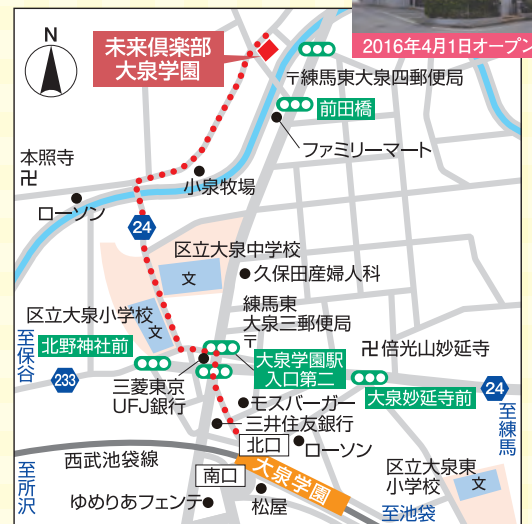 2016年4月1日オープン
N
未来倶楽部
大泉学園
〒練馬東大泉四郵便局
前田橋
ファミリーマート
本照寺
卍
小泉牧場
ローソン
24
区立大泉中学校
文
久保田産婦人科
区立大泉小学校
文
練馬東
大泉三郵便局
〒
至保谷
北野神社前
大泉学園駅
入口第二
卍倍光山妙延寺
233
三菱東京
UFJ銀行
大泉妙延寺前
24
至練馬
モスバーガー
三井住友銀行
北口
ローソン
西武池袋線
大泉学園
区立大泉東
小学校
文
至所沢
南口
ゆめりあフェンテ
松屋
至池袋